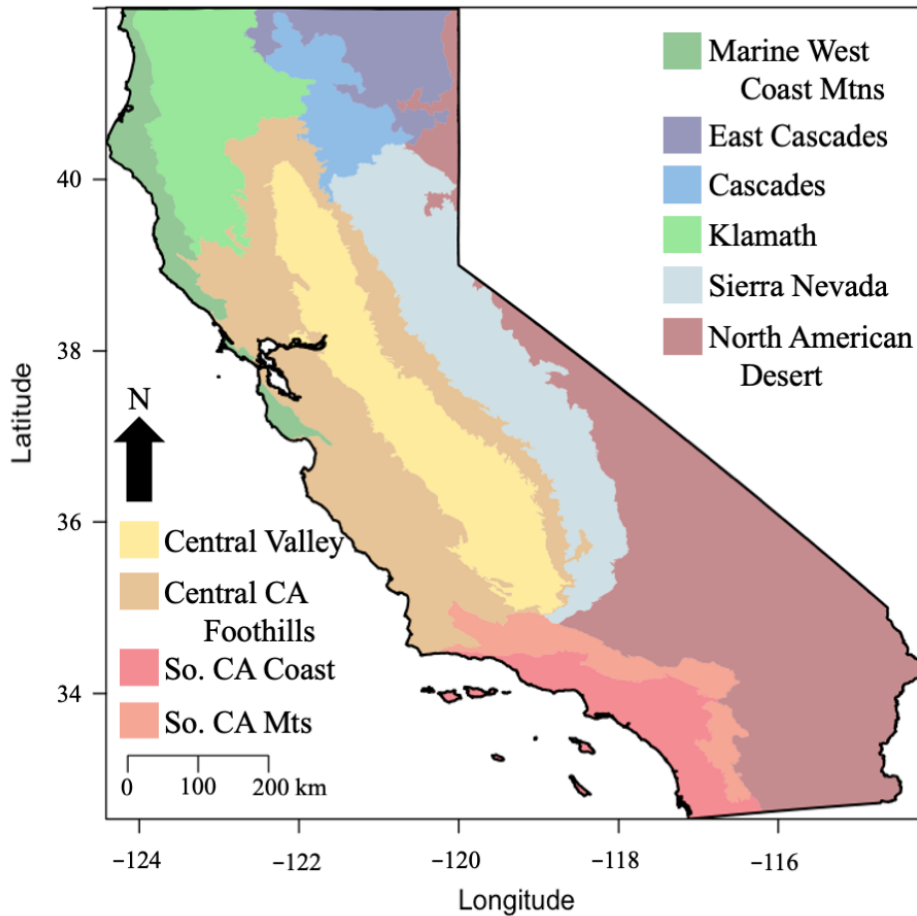 Marine West
Coast Mtns
East Cascades
Cascades
Klamath
Sierra Nevada
North American
Desert
40
38
36
34
Latitude
N
Central Valley
Central CA
Foothills
So. CA Coast
So. CA Mts
0 100 200 km
−124 −122 −120 −118 −116
Longitude